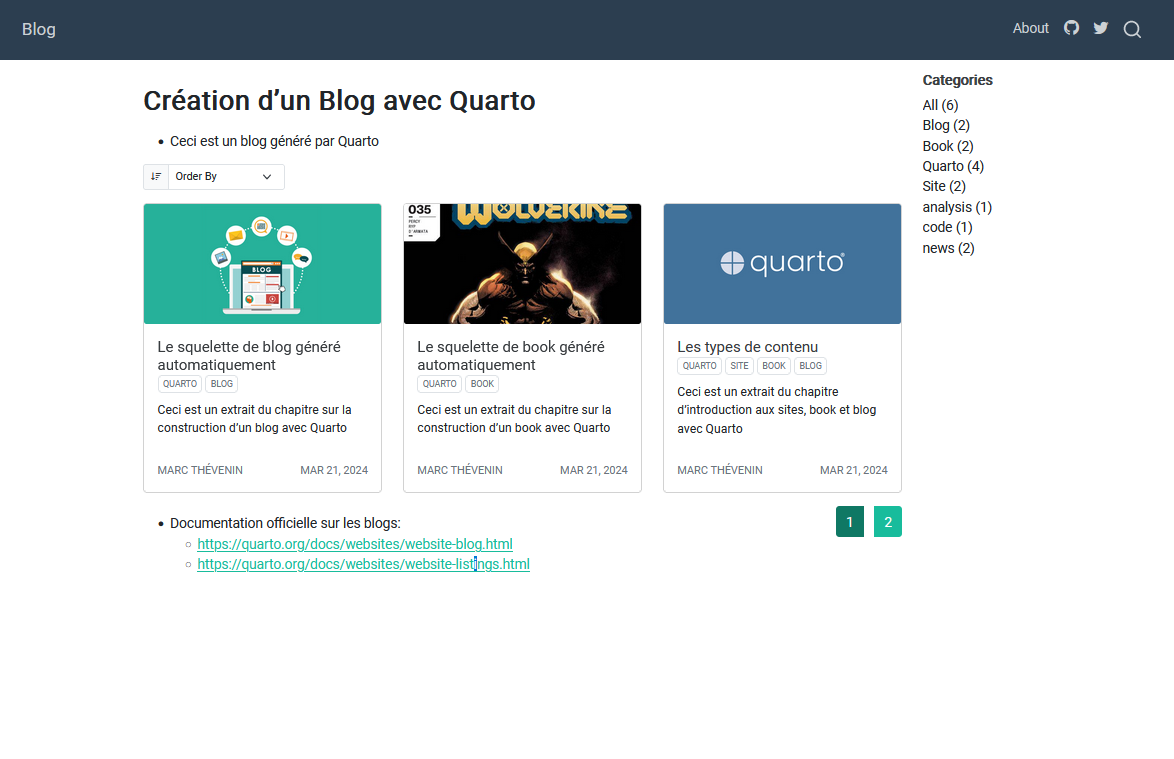 Blog
About
Création d’un Blog avec Quarto
Ceci est un blog généré par Quarto
Order By
BLOG
035
PERCY
RYP
D'ARMATA
WOLVERINE
quarto®
Le squelette de blog généré
automatiquement
QUARTO BLOG
Ceci est un extrait du chapitre sur la
construction d’un blog avec Quarto
MARC THÉVENIN MAR 21, 2024
Le squelette de book généré
automatiquement
QUARTO BOOK
Ceci est un extrait du chapitre sur la
construction d’un book avec Quarto
MARC THÉVENIN MAR 21, 2024
Les types de contenu
QUARTO SITE BOOK BLOG
Ceci est un extrait du chapitre
d’introduction aux sites, book et blog
avec Quarto
MARC THÉVENIN MAR 21, 2024
1 2
Documentation officielle sur les blogs:
https://quarto.org/docs/websites/website-blog.html
https://quarto.org/docs/websites/website-listings.html
Categories
All (6)
Blog (2)
Book (2)
Quarto (4)
Site (2)
analysis (1)
code (1)
news (2)